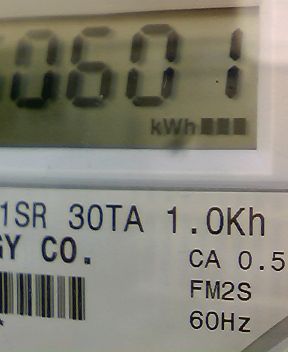 0601
kWh
1SR 30TA 1.0Kh
GY CO.
CA 0.5
FM2S
60Hz